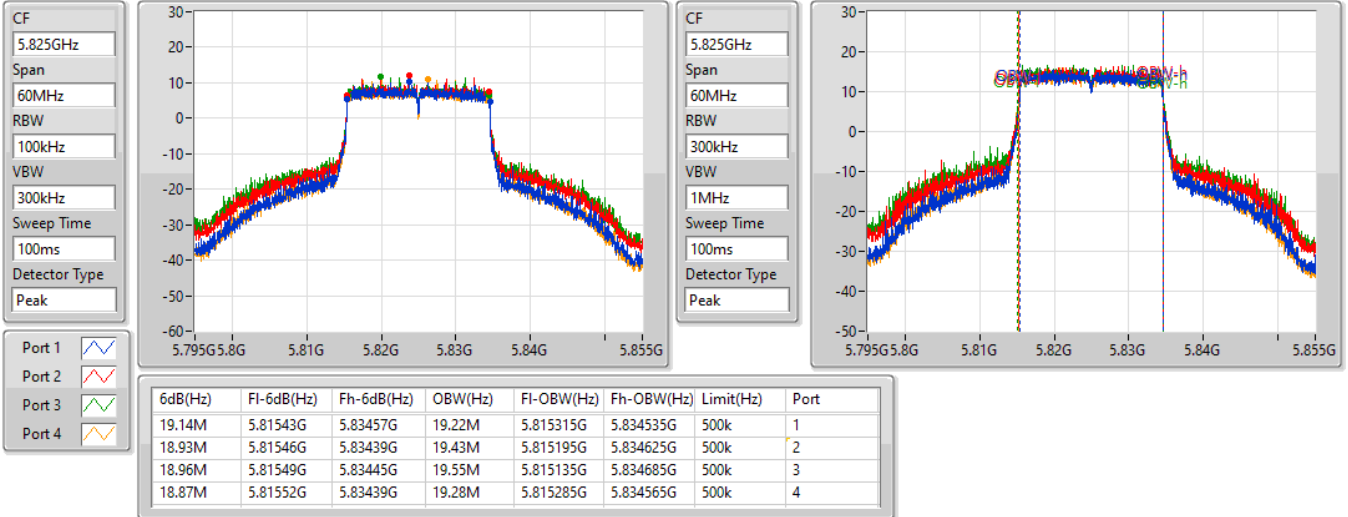 CF
5.825GHz
Span
60MHz
RBW
100kHz
VBW
300kHz
Sweep Time
100ms
Detector Type
Peak
30
20
10
0
-10
-20
-30
-40
-50
-60
5.795G 5.8G 5.81G 5.82G 5.83G 5.84G 5.855G
CF
5.825GHz
Span
60MHz
RBW
300kHz
VBW
1MHz
Sweep Time
100ms
Detector Type
Peak
30
20
10
0
-10
-20
-30
-40
-50
OBW-h
OBW-h
5.795G 5.8G 5.81G 5.82G 5.83G 5.84G 5.855G
Port 1
Port 2
Port 3
Port 4
6dB(Hz) Fl-6dB(Hz) Fh-6dB(Hz) OBW(Hz) Fl-OBW(Hz) Fh-OBW(Hz) Limit(Hz) Port
19.14M 5.81543G 5.83457G 19.22M 5.815315G 5.834535G 500k 1
18.93M 5.81546G 5.83439G 19.43M 5.815195G 5.834625G 500k 2
18.96M 5.81549G 5.83445G 19.55M 5.815135G 5.834685G 500k 3
18.87M 5.81552G 5.83439G 19.28M 5.815285G 5.834565G 500k 4